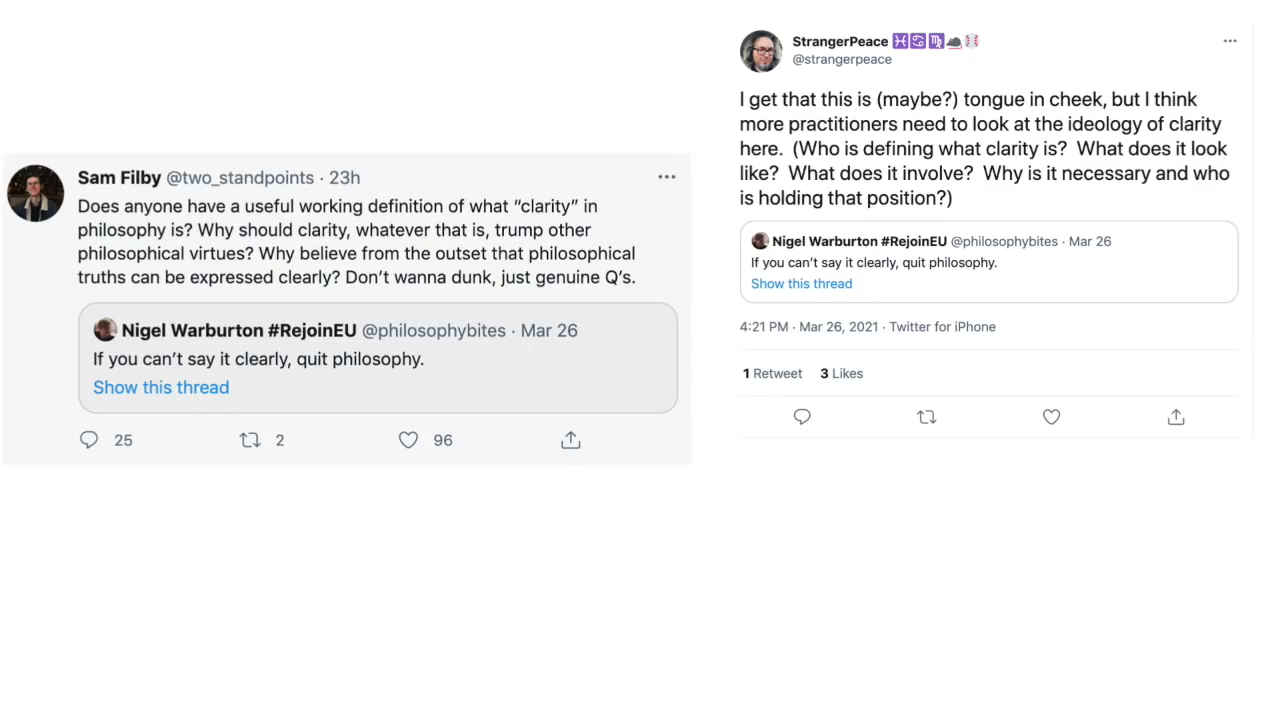 Sam Filby @two_standpoints · 23h
Does anyone have a useful working definition of what “clarity” in
philosophy is? Why should clarity, whatever that is, trump other
philosophical virtues? Why believe from the outset that philosophical
truths can be expressed clearly? Don’t wanna dunk, just genuine Q’s.
Nigel Warburton #RejoinEU @philosophybites · Mar 26
If you can’t say it clearly, quit philosophy.
Show this thread
25 2 96
StrangerPeace ♓♋♍🐀⚾
@strangerpeace
I get that this is (maybe?) tongue in cheek, but I think
more practitioners need to look at the ideology of clarity
here. (Who is defining what clarity is? What does it look
like? What does it involve? Why is it necessary and who
is holding that position?)
Nigel Warburton #RejoinEU @philosophybites · Mar 26
If you can’t say it clearly, quit philosophy.
Show this thread
4:21 PM · Mar 26, 2021 · Twitter for iPhone
1 Retweet 3 Likes